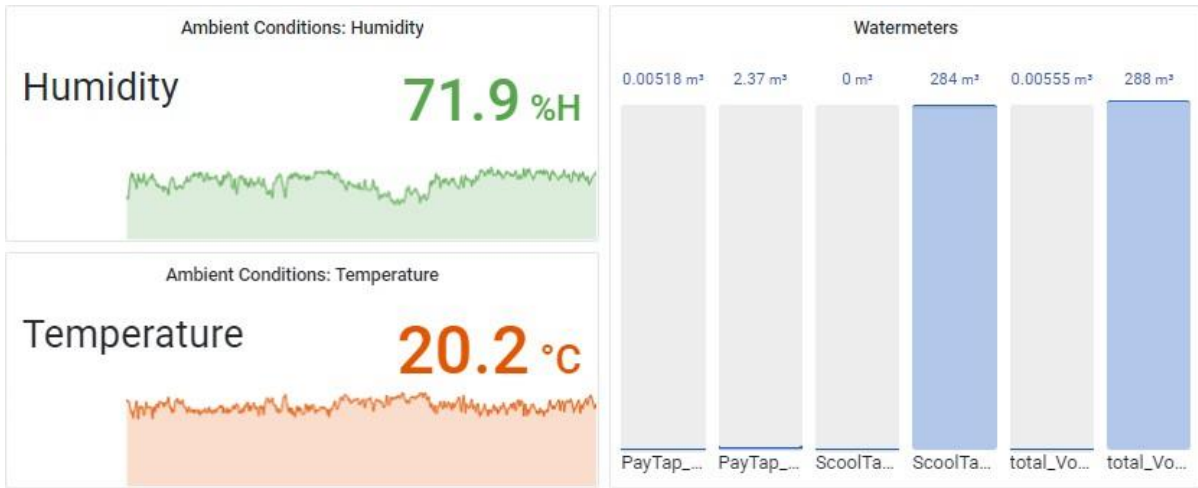 Ambient Conditions: Humidity
Humidity
71.9 %H
Ambient Conditions: Temperature
Temperature
20.2 °C
Watermeters
0.00518 m³ 2.37 m³ 0 m³ 284 m³ 0.00555 m³ 288 m³
PayTap_... PayTap_... ScoolTa... ScoolTa... total_Vo... total_Vo...